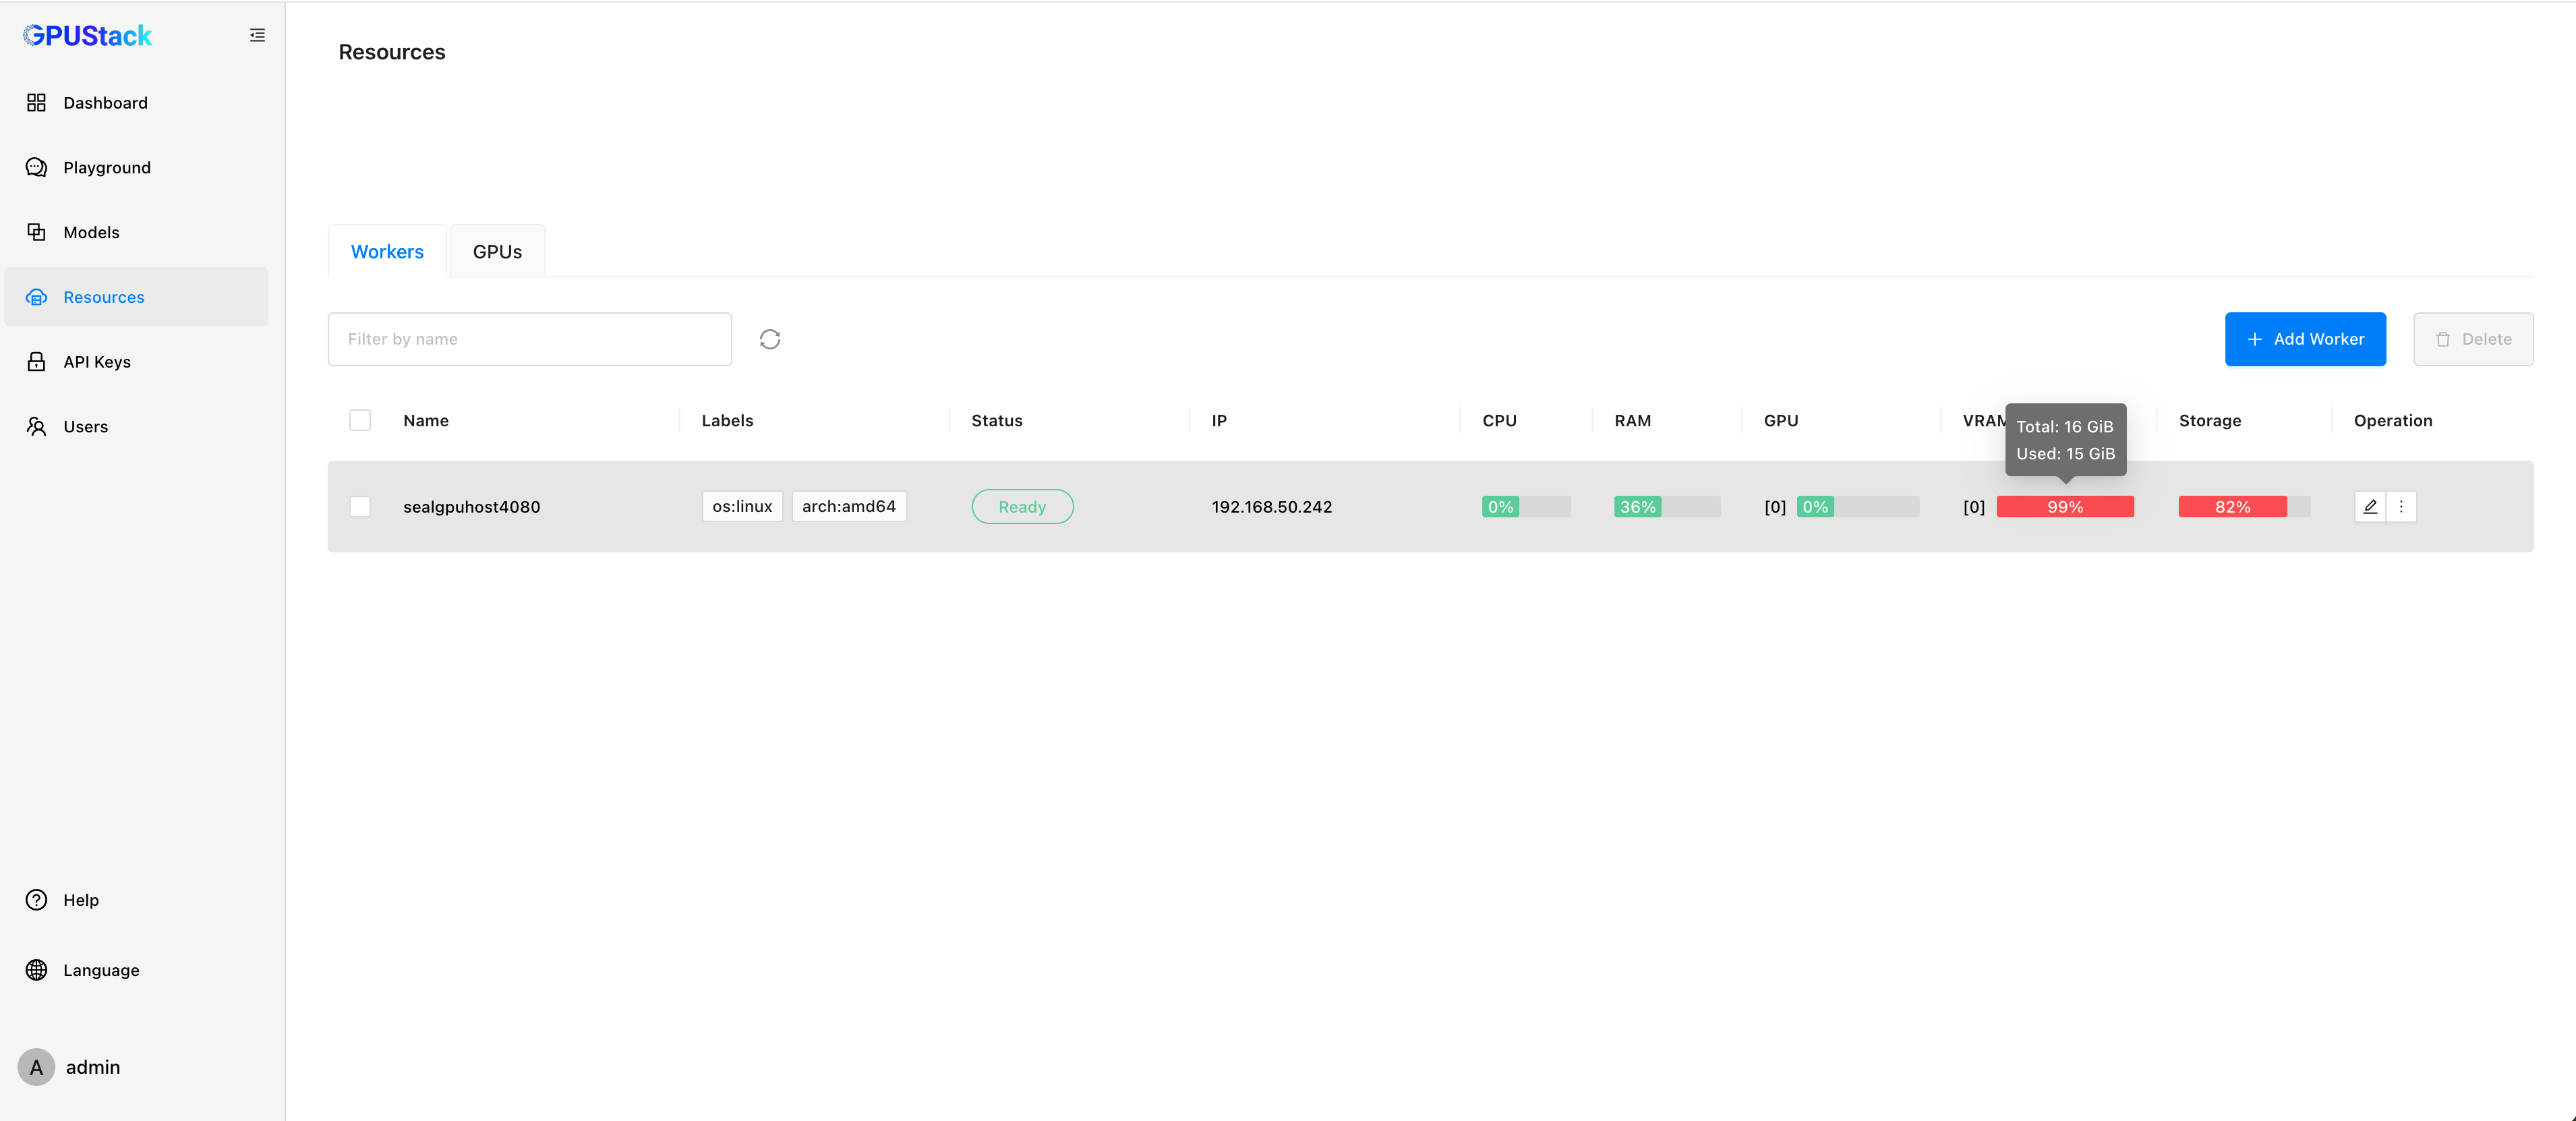 GPUStack
Resources
Dashboard
Playground
Models
Resources
API Keys
Users
Help
Language
A admin
Workers GPUs
Filter by name
Add Worker Delete
Name Labels Status IP CPU RAM GPU VRAM Storage Operation
Total: 16 GiB
Used: 15 GiB
sealgpuhost4080 os:linux arch:amd64 Ready 192.168.50.242 0% 36% [0] 0% [0] 99% 82%